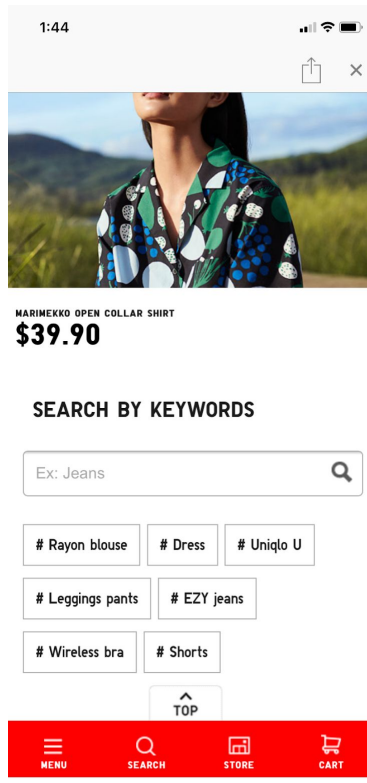 1:44
MARIMEKKO OPEN COLLAR SHIRT
$39.90
SEARCH BY KEYWORDS
Ex: Jeans
# Rayon blouse # Dress # Uniqlo U
# Leggings pants # EZY jeans
# Wireless bra # Shorts
TOP
MENU SEARCH STORE CART